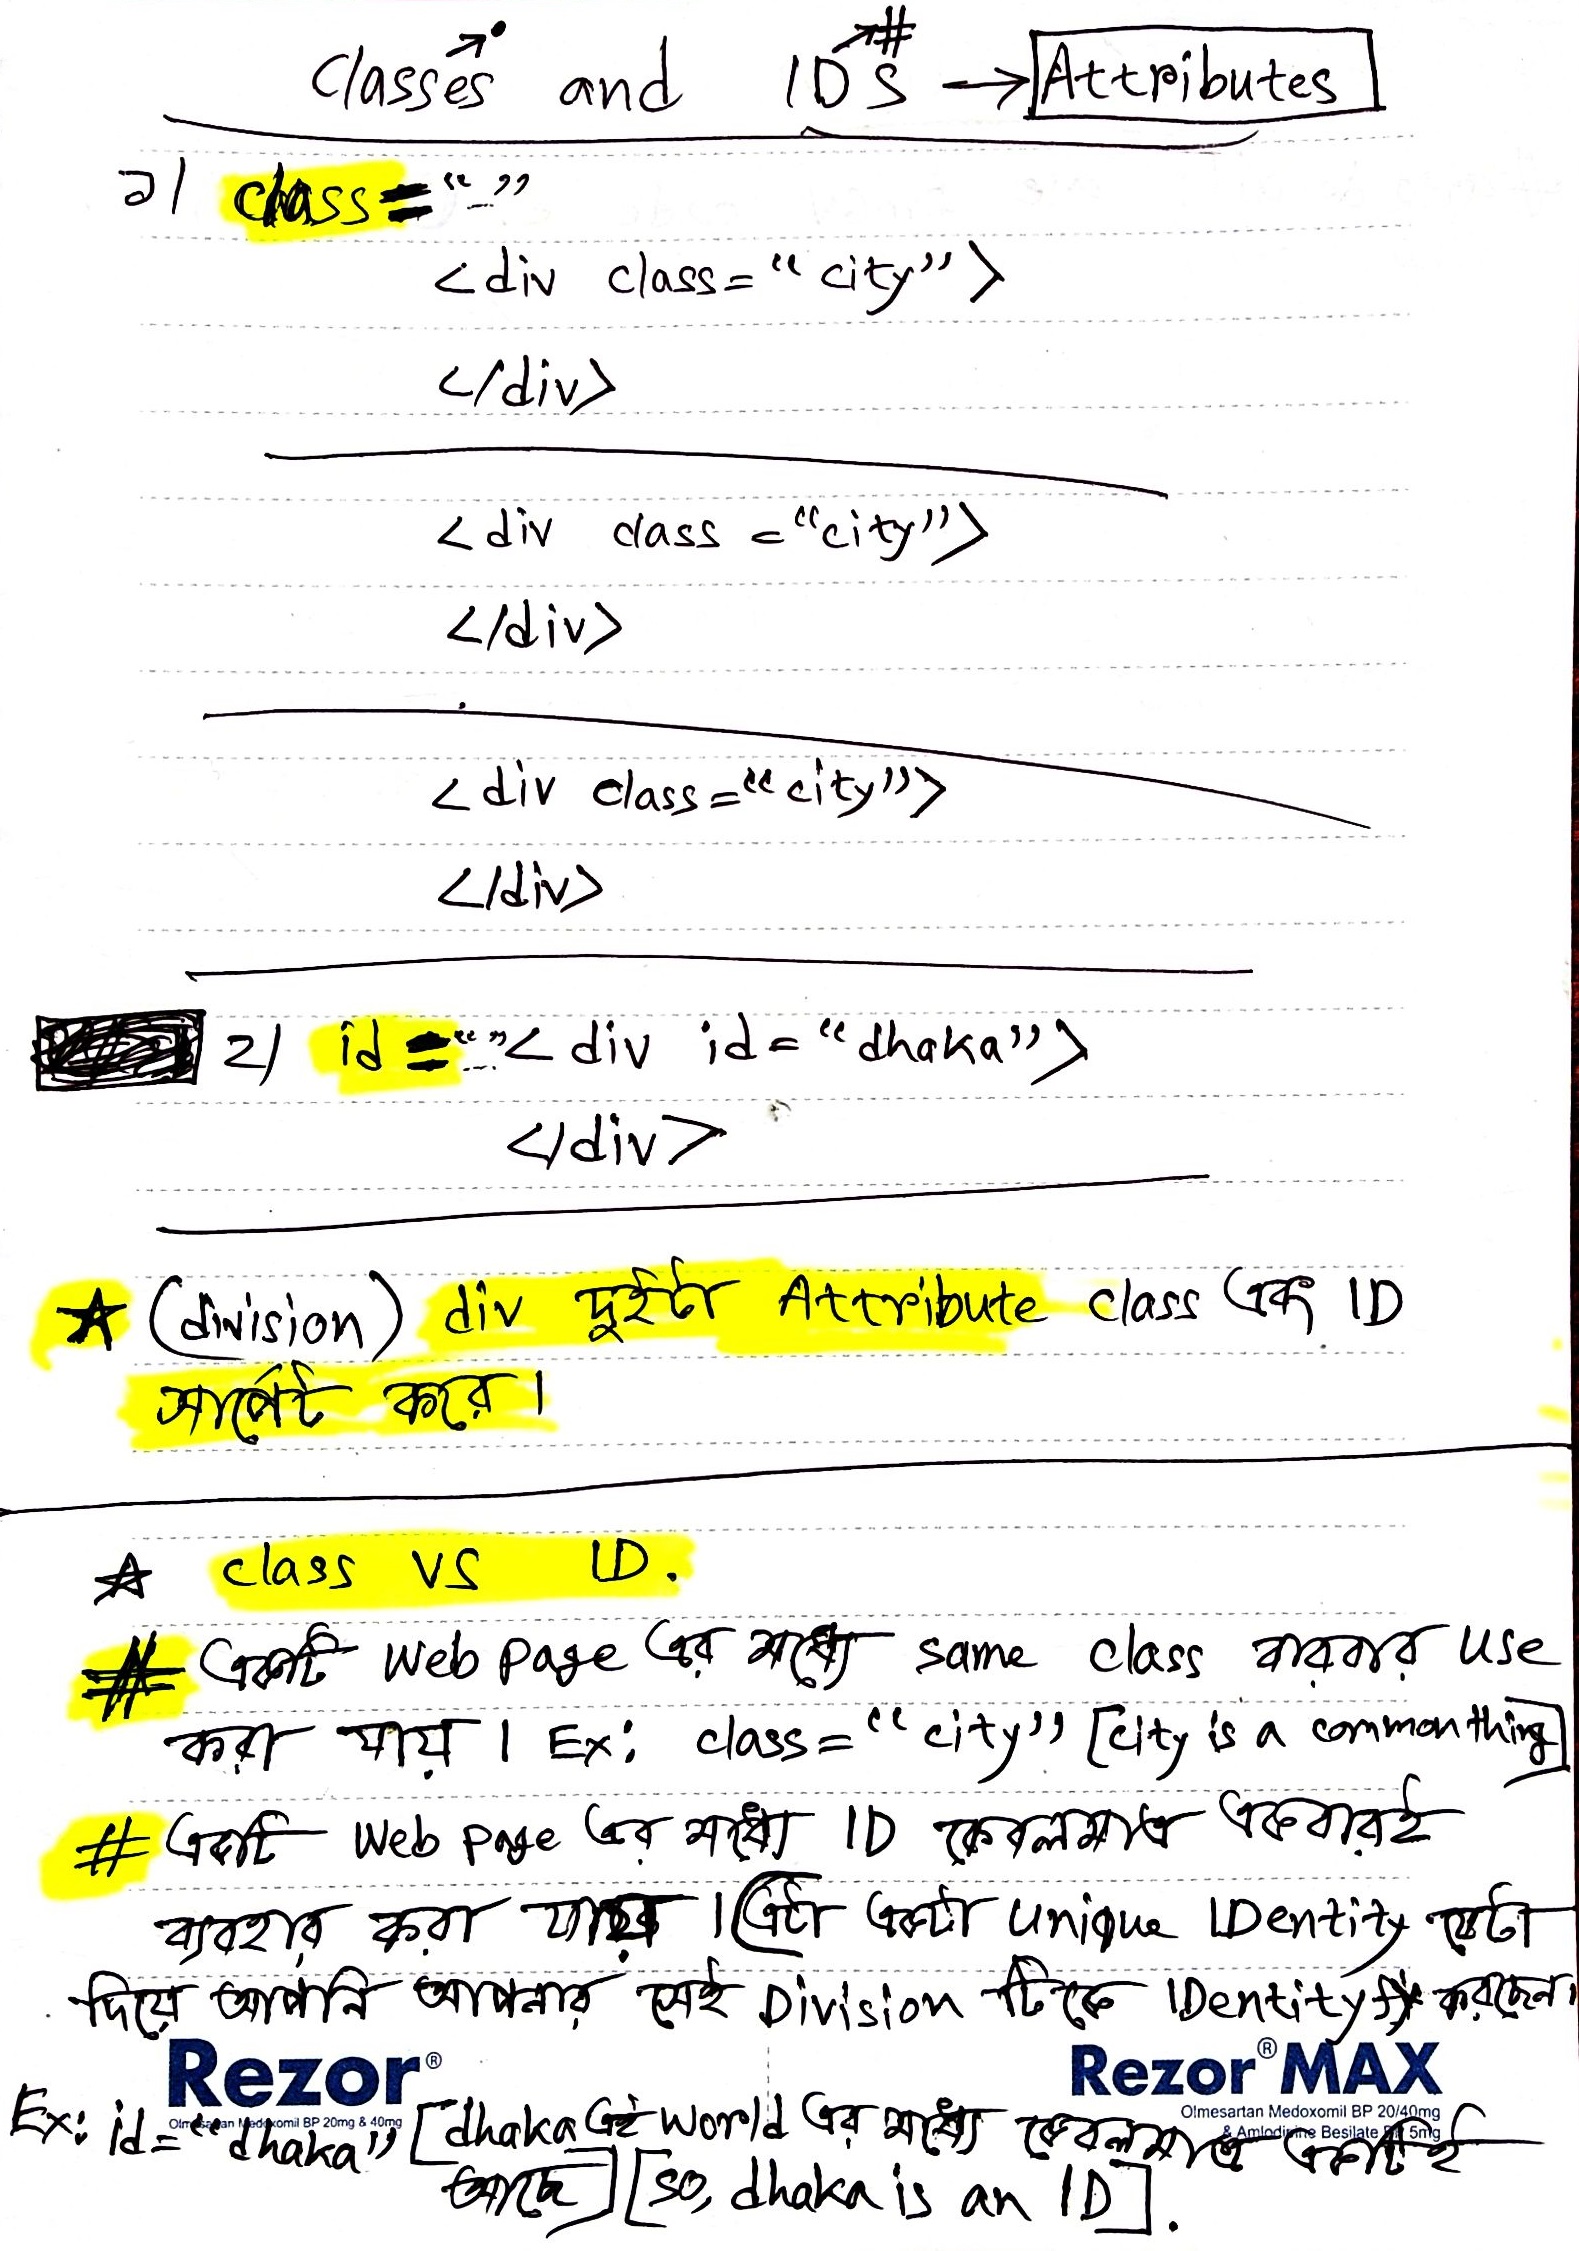 Classes ↗. and IDS ↗# → Attributes
১। class = "_"
<div class="city">
</div>
<div class="city">
</div>
<div class="city">
</div>
2) id = "..." <div id="dhaka">
</div>
☆ (division) div দুইটা Attribute class এবং ID
সাপোর্ট করে।
☆ class vs ID.
# একটি Web page এর মধ্যে same class বারবার use
করা যায়। Ex: class="city" [city is a common thing]
# একটি Web page এর মধ্যে ID কেবলমাত্র একবারই
ব্যবহার করা যায়। এটা একটা unique IDentity যেটা
দিয়ে আপনি আপনার সেই Division টিকে IDentity করছেন।
Rezor® Rezor® MAX
Olmesartan Medoxomil BP 20mg & 40mg Olmesartan Medoxomil BP 20/40mg
& Amlodipine Besilate BP 5mg
Ex: id="dhaka" [dhaka এই world এর মধ্যে কেবলমাত্র একটিই
আছে] [so, dhaka is an ID].